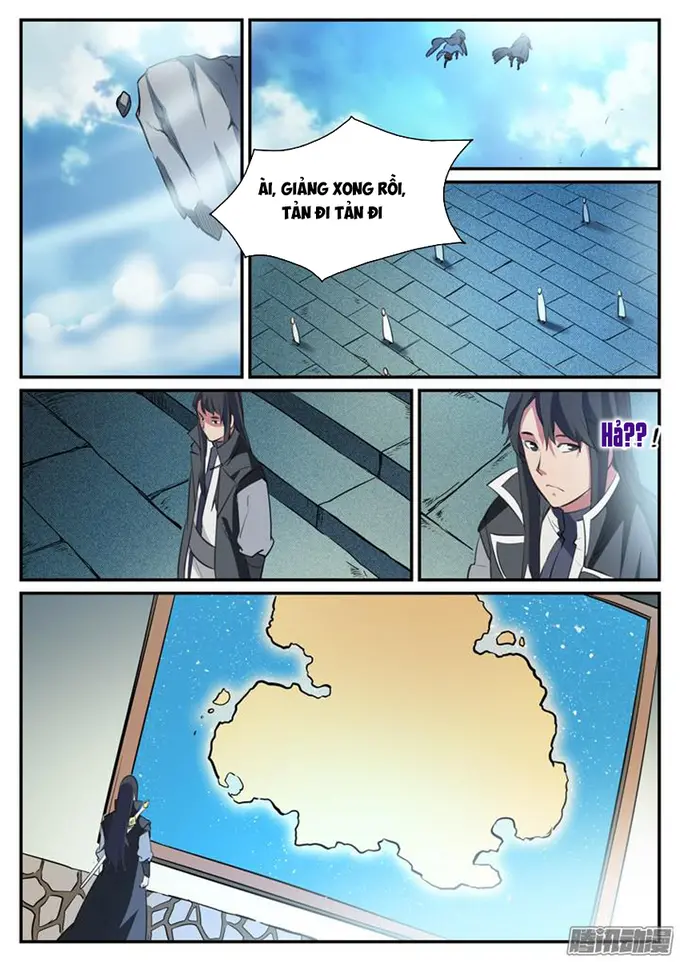 ÀI, GIẢNG XONG RỒI,
TẢN ĐI TẢN ĐI
Hả?? !
腾讯动漫